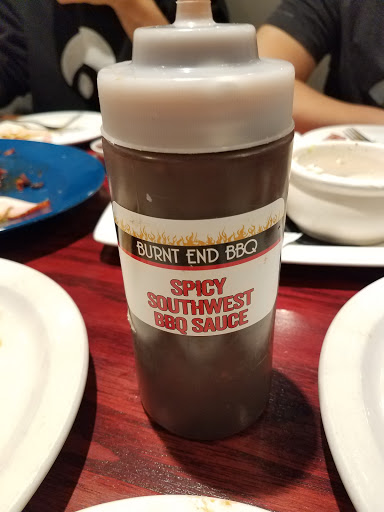 BURNT END BBQ
SPICY
SOUTHWEST
BBQ SAUCE